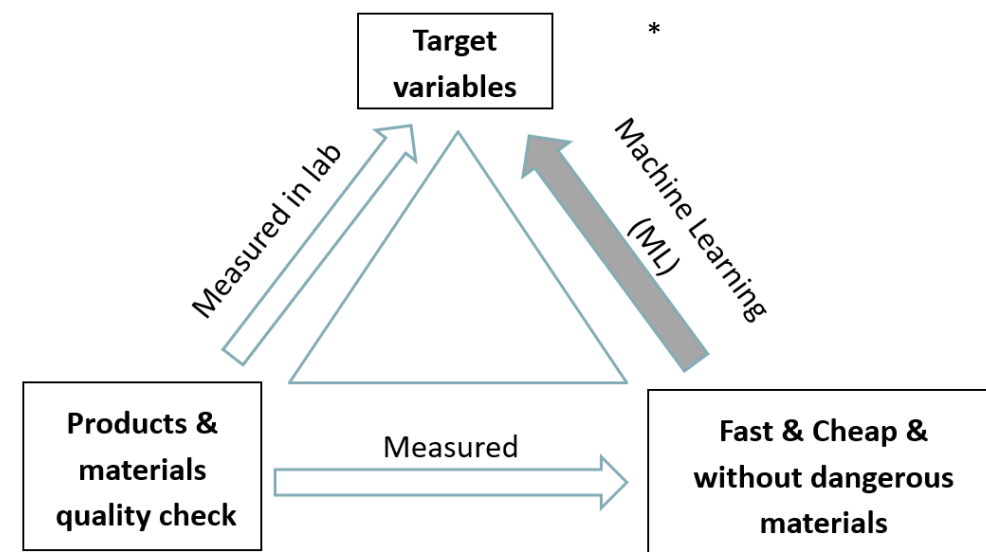 Target
variables
*
Measured in lab
Machine Learning
(ML)
Products &
materials
quality check
Measured
Fast & Cheap &
without dangerous
materials